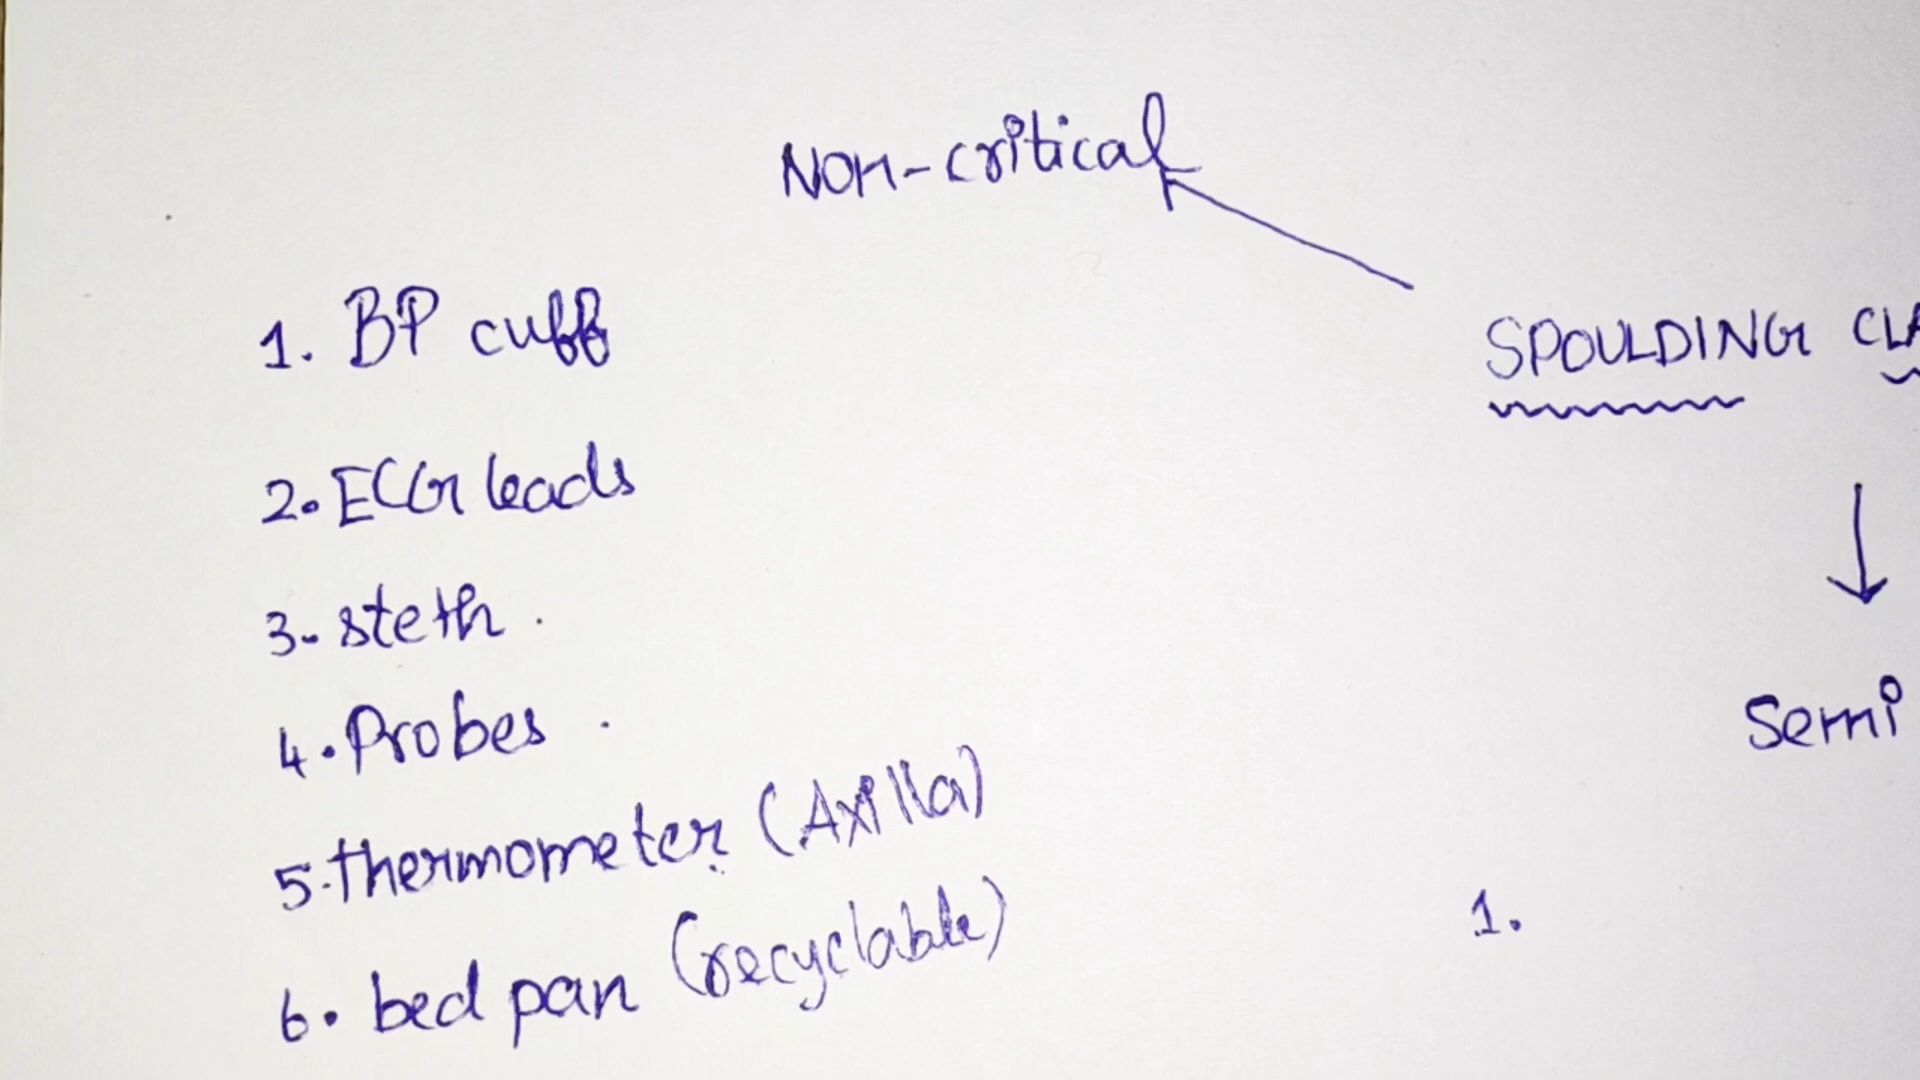 Non-critical
SPOULDING CLA
1. BP cuff
2. ECG leads
3. steth.
4. Probes.
Semi
5. thermometer (Axilla)
6. bed pan (recyclable)
1.